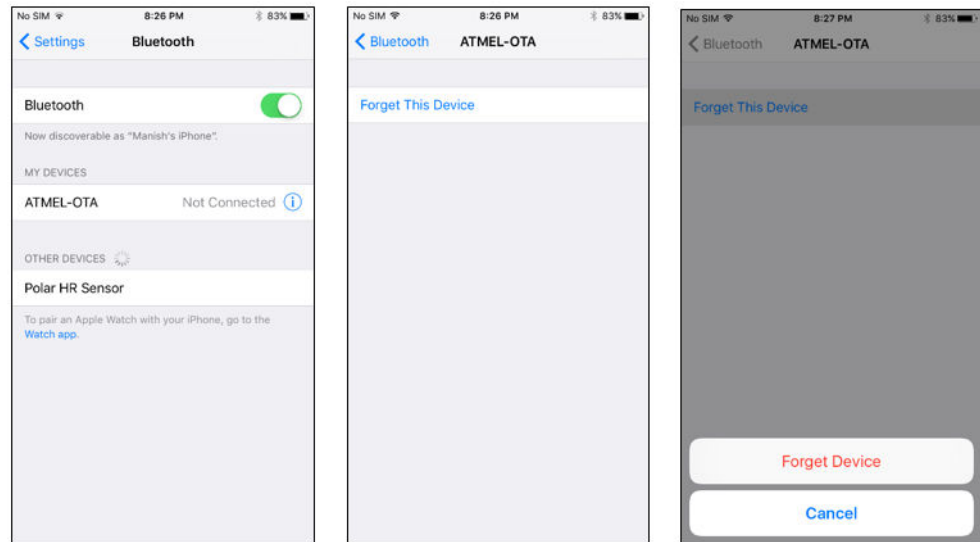 No SIM 8:26 PM 83%
Settings Bluetooth
Bluetooth
Now discoverable as "Manish's iPhone".
MY DEVICES
ATMEL-OTA Not Connected i
OTHER DEVICES
Polar HR Sensor
To pair an Apple Watch with your iPhone, go to the
Watch app.
No SIM 8:26 PM 83%
Bluetooth ATMEL-OTA
Forget This Device
No SIM 8:27 PM 83%
Bluetooth ATMEL-OTA
Forget This Device
Forget Device
Cancel